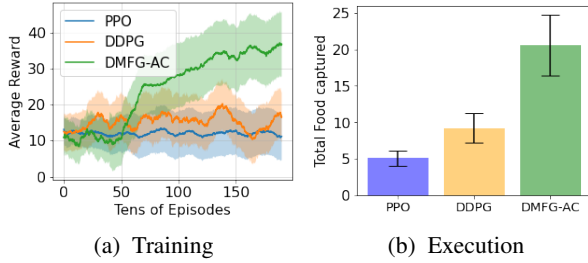 PPO
DDPG
DMFG-AC
Average Reward
40
30
20
10
0
0 50 100 150
Tens of Episodes
(a) Training
Total Food captured
25
20
15
10
5
0
PPO DDPG DMFG-AC
(b) Execution